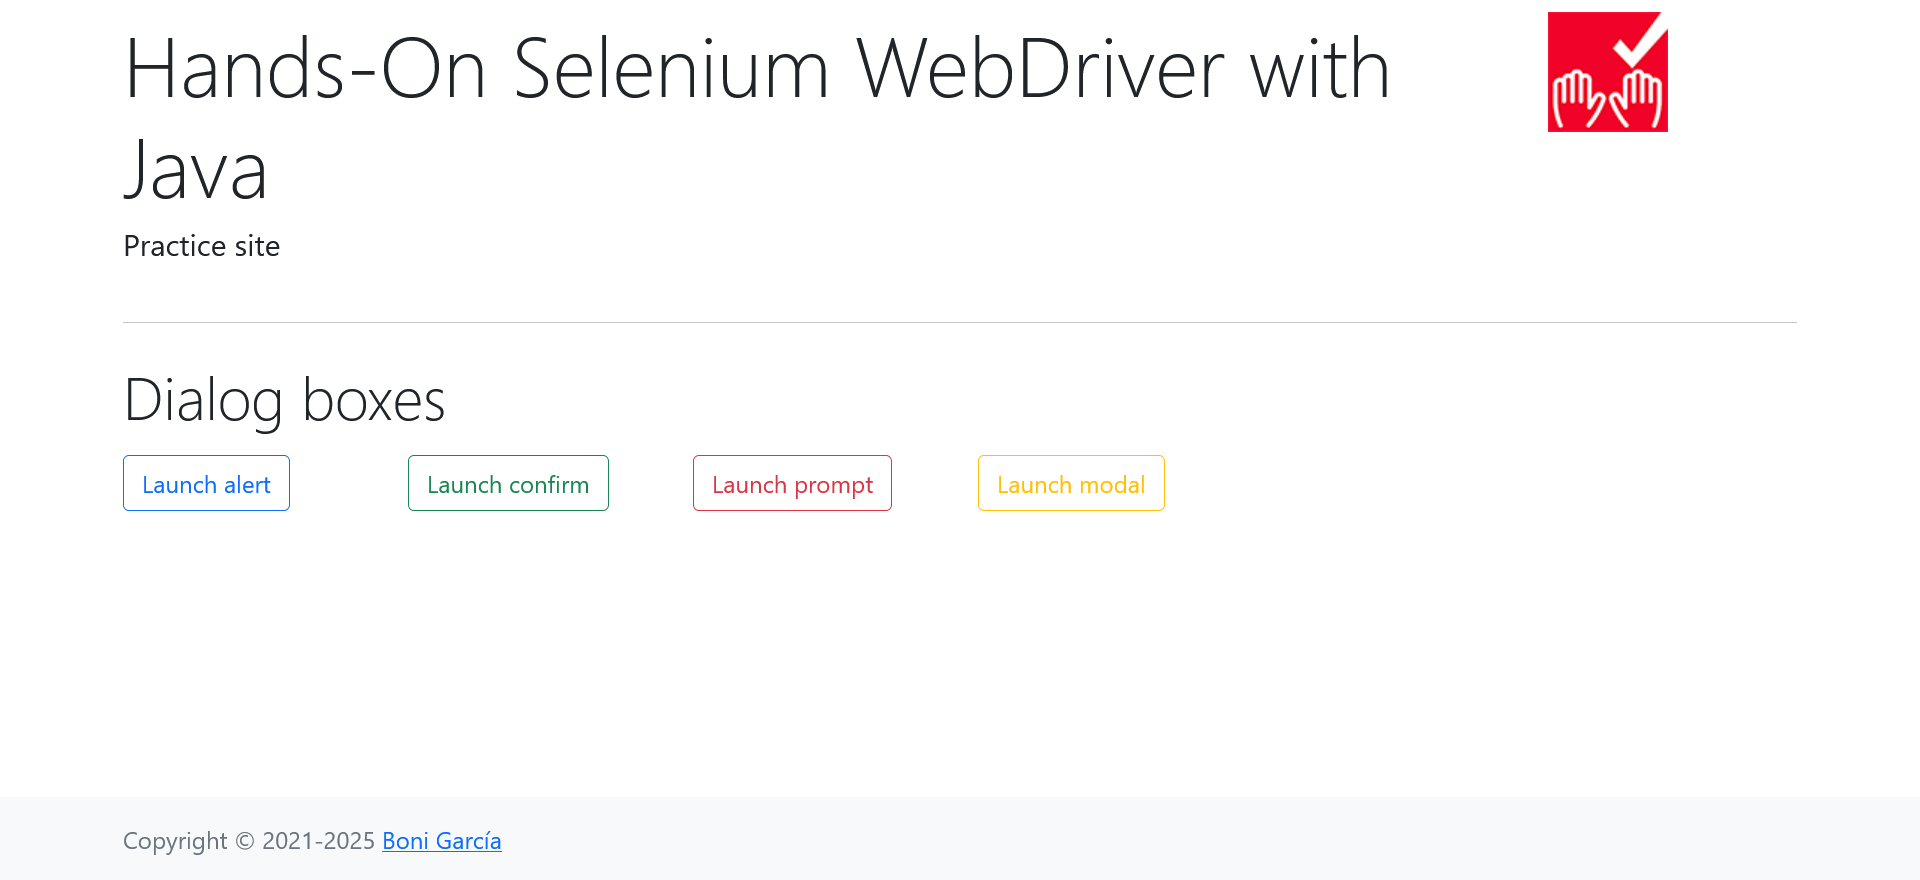 Hands-On Selenium WebDriver with
Java
Practice site
Dialog boxes
Launch alert
Launch confirm
Launch prompt
Launch modal
Copyright © 2021-2025 Boni García